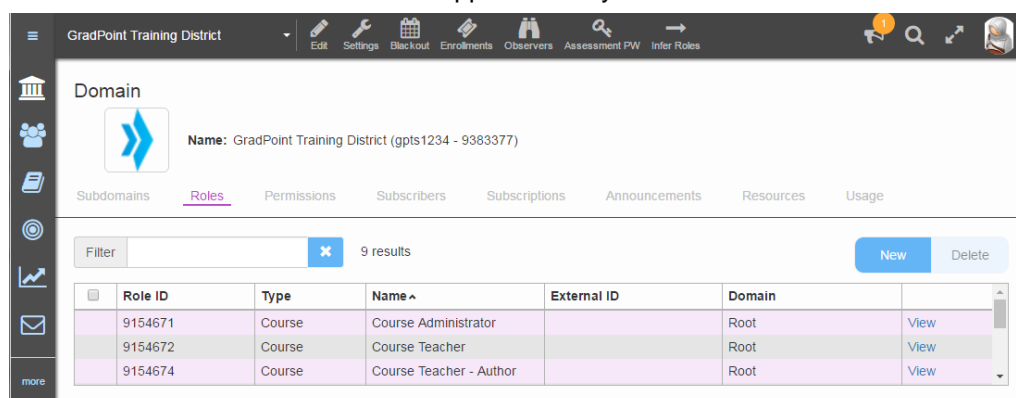 GradPoint Training District
Edit Settings Blackout Enrollments Observers Assessment PW Infer Roles
1
Domain
Name: GradPoint Training District (gpts1234 - 9383377)
Subdomains Roles Permissions Subscribers Subscriptions Announcements Resources Usage
Filter 9 results New Delete
Role ID Type Name External ID Domain
9154671 Course Course Administrator Root View
9154672 Course Course Teacher Root View
9154674 Course Course Teacher - Author Root View
more